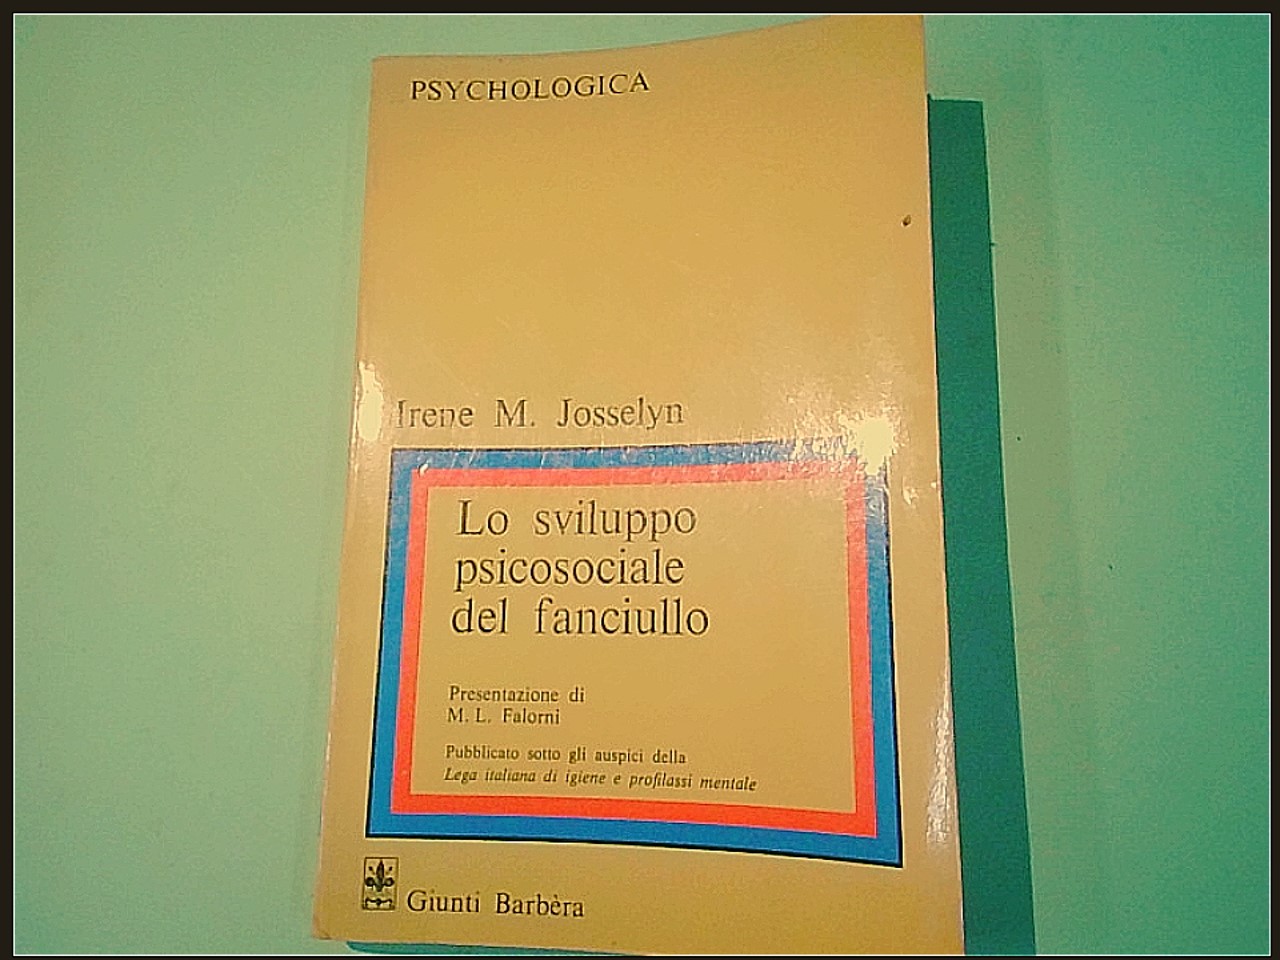 PSYCHOLOGICA
Irene M. Josselyn
Lo sviluppo
psicosociale
del fanciullo
Presentazione di
M. L. Falorni
Pubblicato sotto gli auspici della
Lega italiana di igiene e profilassi mentale
Giunti Barbèra